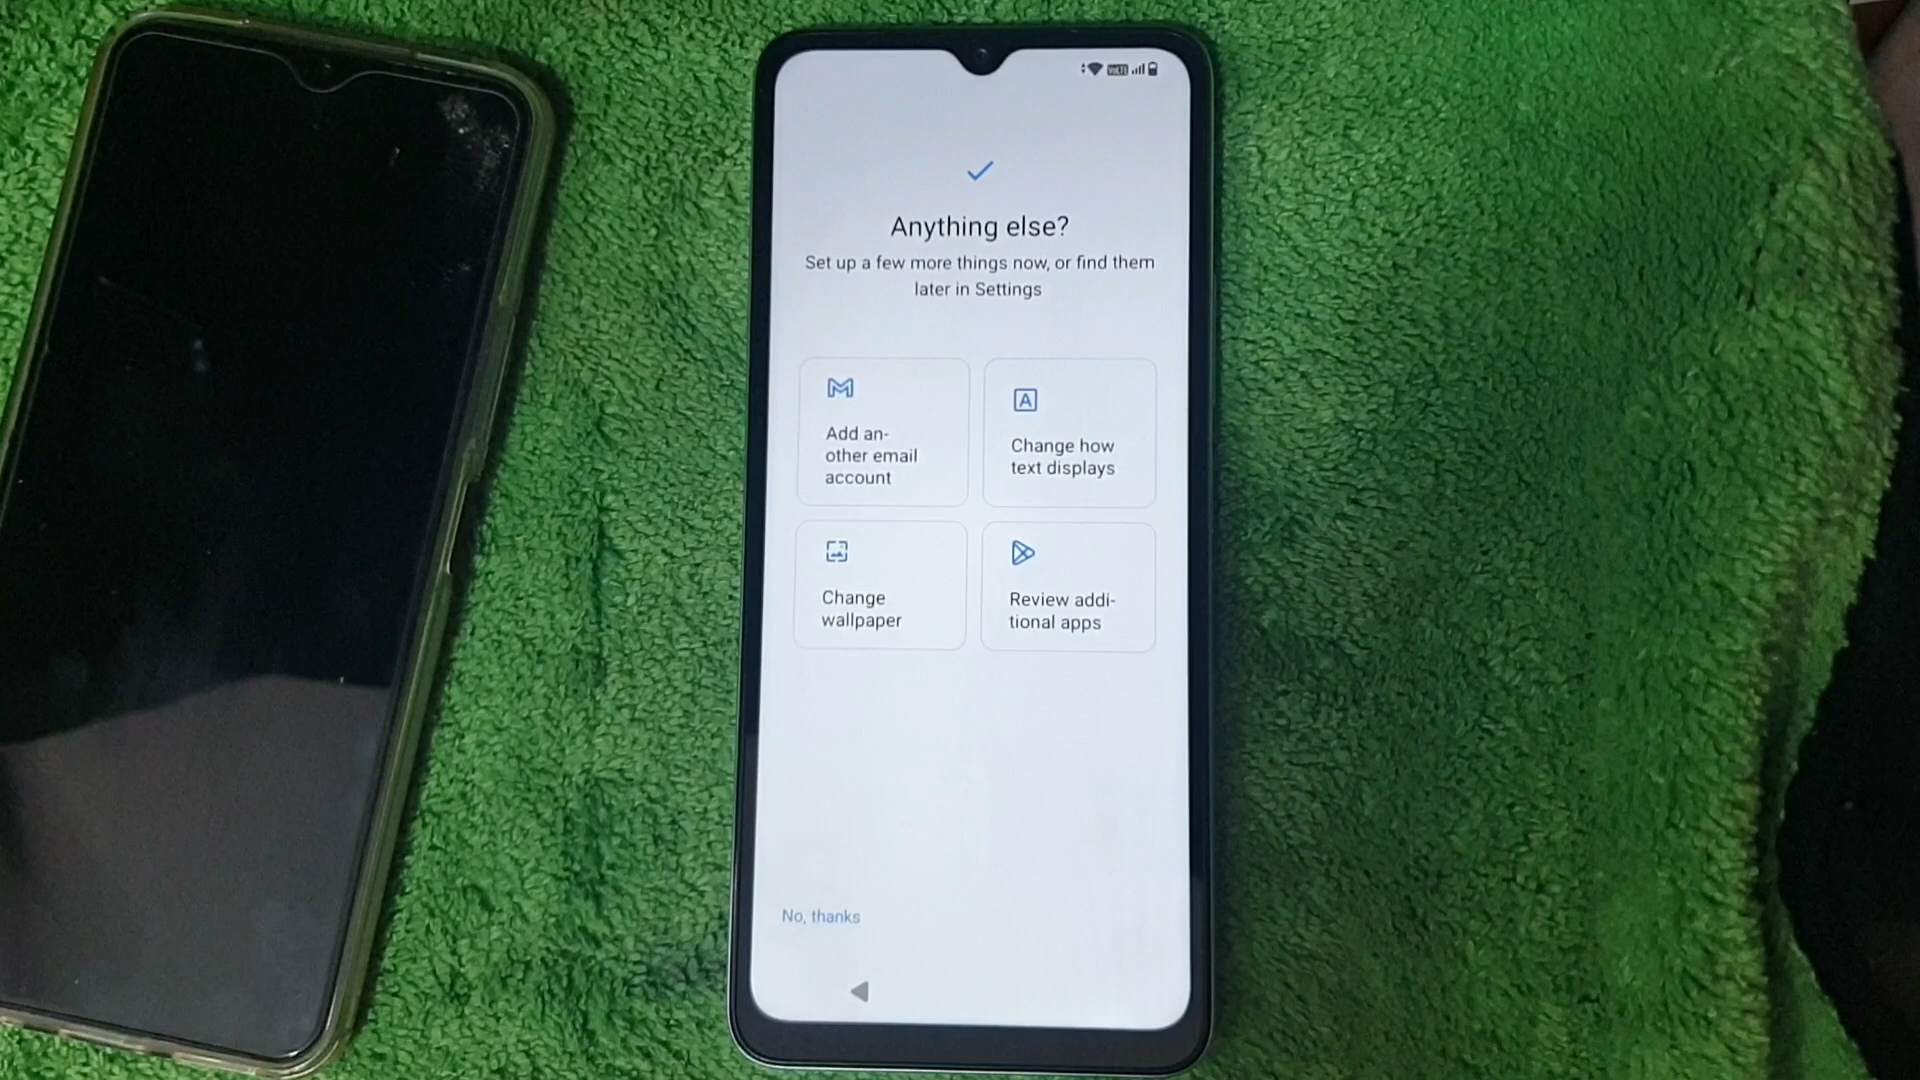 VoLTE
Anything else?
Set up a few more things now, or find them
later in Settings
Add an-
other email
account
A
Change how
text displays
Change
wallpaper
Review addi-
tional apps
No, thanks